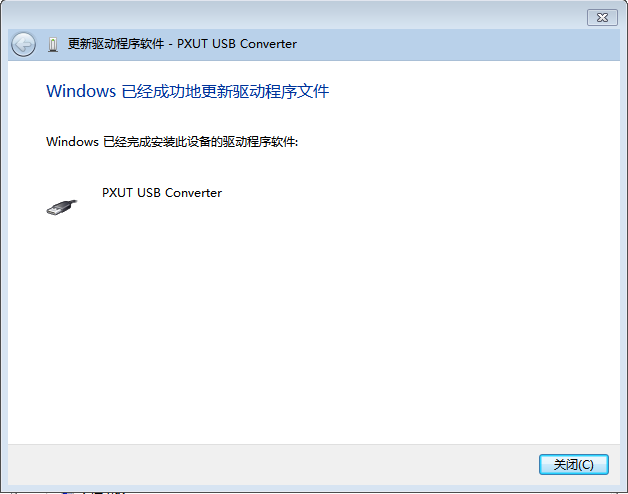 更新驱动程序软件 - PXUT USB Converter
Windows 已经成功地更新驱动程序文件
Windows 已经完成安装此设备的驱动程序软件:
PXUT USB Converter
关闭(C)